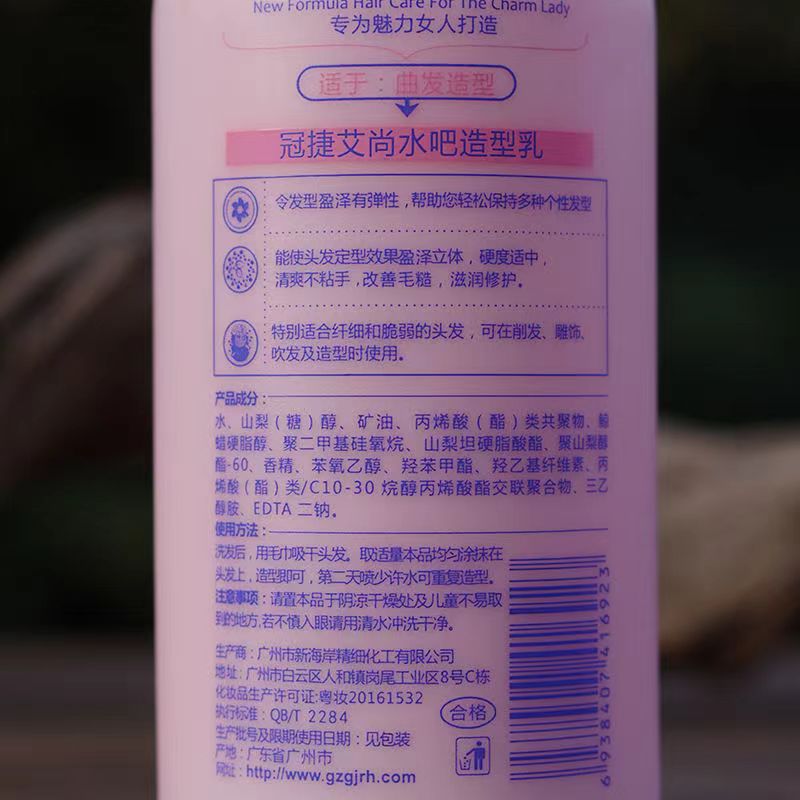 New Formula Hair Care For The Charm Lady
专为魅力女人打造
适于：曲发造型
冠捷艾尚水吧造型乳
令发型盈泽有弹性，帮助您轻松保持多种个性发型
能使头发定型效果盈泽立体，硬度适中，
清爽不粘手，改善毛糙，滋润修护。
特别适合纤细和脆弱的头发，可在削发、雕饰、
吹发及造型时使用。
产品成分：
水、山梨（糖）醇、矿油、丙烯酸（酯）类共聚物、鲸
蜡硬脂醇、聚二甲基硅氧烷、山梨坦硬脂酸酯、聚山梨醇
酯-60、香精、苯氧乙醇、羟苯甲酯、羟乙基纤维素、丙
烯酸（酯）类/C10-30 烷醇丙烯酸酯交联聚合物、三乙
醇胺、EDTA 二钠。
使用方法：
洗发后，用毛巾吸干头发。取适量本品均匀涂抹在
头发上，造型即可，第二天喷少许水可重复造型。
注意事项：请置本品于阴凉干燥处及儿童不易取
到的地方,若不慎入眼请用清水冲洗干净。
生产商：广州市新海岸精细化工有限公司
地址：广州市白云区人和镇岗尾工业区8号C栋
化妆品生产许可证:粤妆20161532
执行标准：QB/T 2284
生产批号及限期使用日期：见包装
产地：广东省广州市
网址：http://www.gzgjrh.com
合格
6 938407 416923